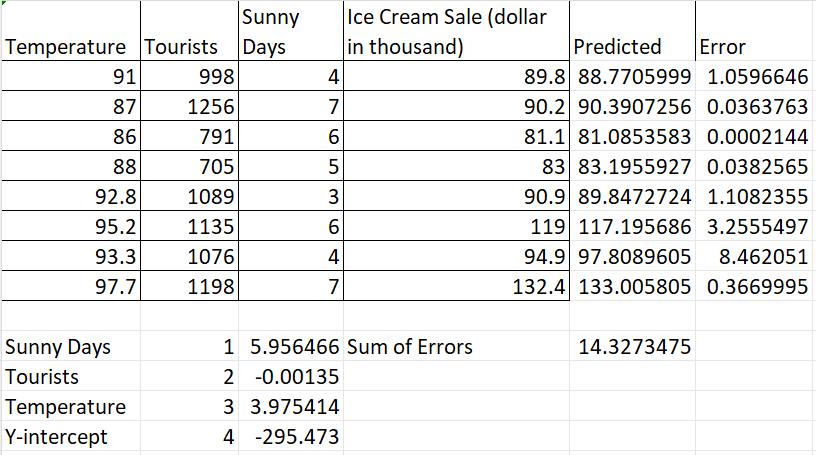 Sunny Ice Cream Sale (dollar
Temperature Tourists Days in thousand) Predicted Error
91 998 4 89.8 88.7705999 1.0596646
87 1256 7 90.2 90.3907256 0.0363763
86 791 6 81.1 81.0853583 0.0002144
88 705 5 83 83.1955927 0.0382565
92.8 1089 3 90.9 89.8472724 1.1082355
95.2 1135 6 119 117.195686 3.2555497
93.3 1076 4 94.9 97.8089605 8.462051
97.7 1198 7 132.4 133.005805 0.3669995
Sunny Days 1 5.956466 Sum of Errors 14.3273475
Tourists 2 -0.00135
Temperature 3 3.975414
Y-intercept 4 -295.473